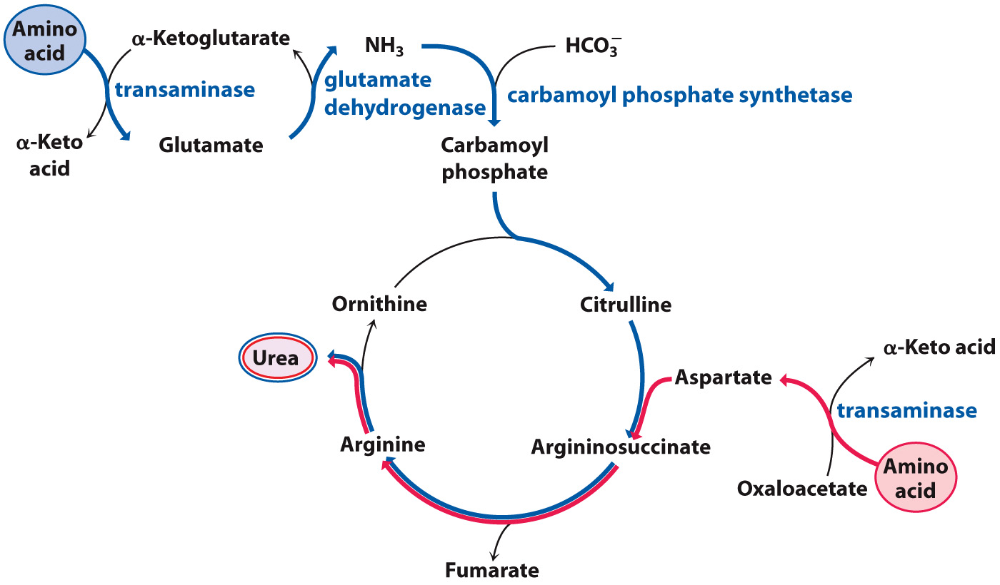 Amino
acid
α-Ketoglutarate
NH₃
HCO₃⁻
transaminase
glutamate
dehydrogenase
carbamoyl phosphate synthetase
α-Keto
acid
Glutamate
Carbamoyl
phosphate
Ornithine
Citrulline
Urea
α-Keto acid
Aspartate
transaminase
Arginine
Argininosuccinate
Amino
acid
Oxaloacetate
Fumarate